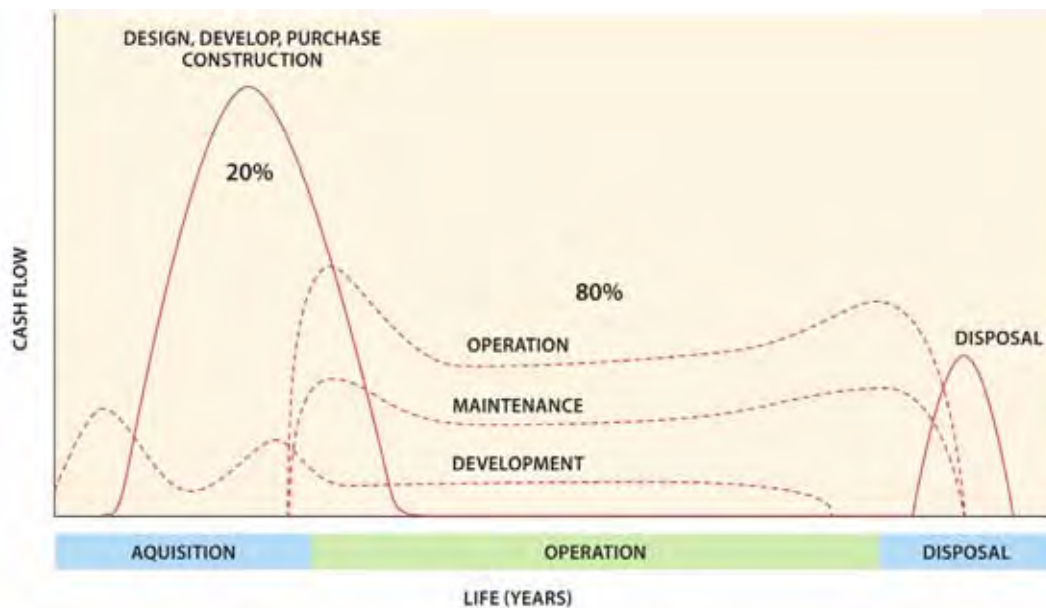 DESIGN, DEVELOP, PURCHASE
CONSTRUCTION
20%
80%
OPERATION
DISPOSAL
MAINTENANCE
DEVELOPMENT
CASH FLOW
AQUISITION
OPERATION
DISPOSAL
LIFE (YEARS)